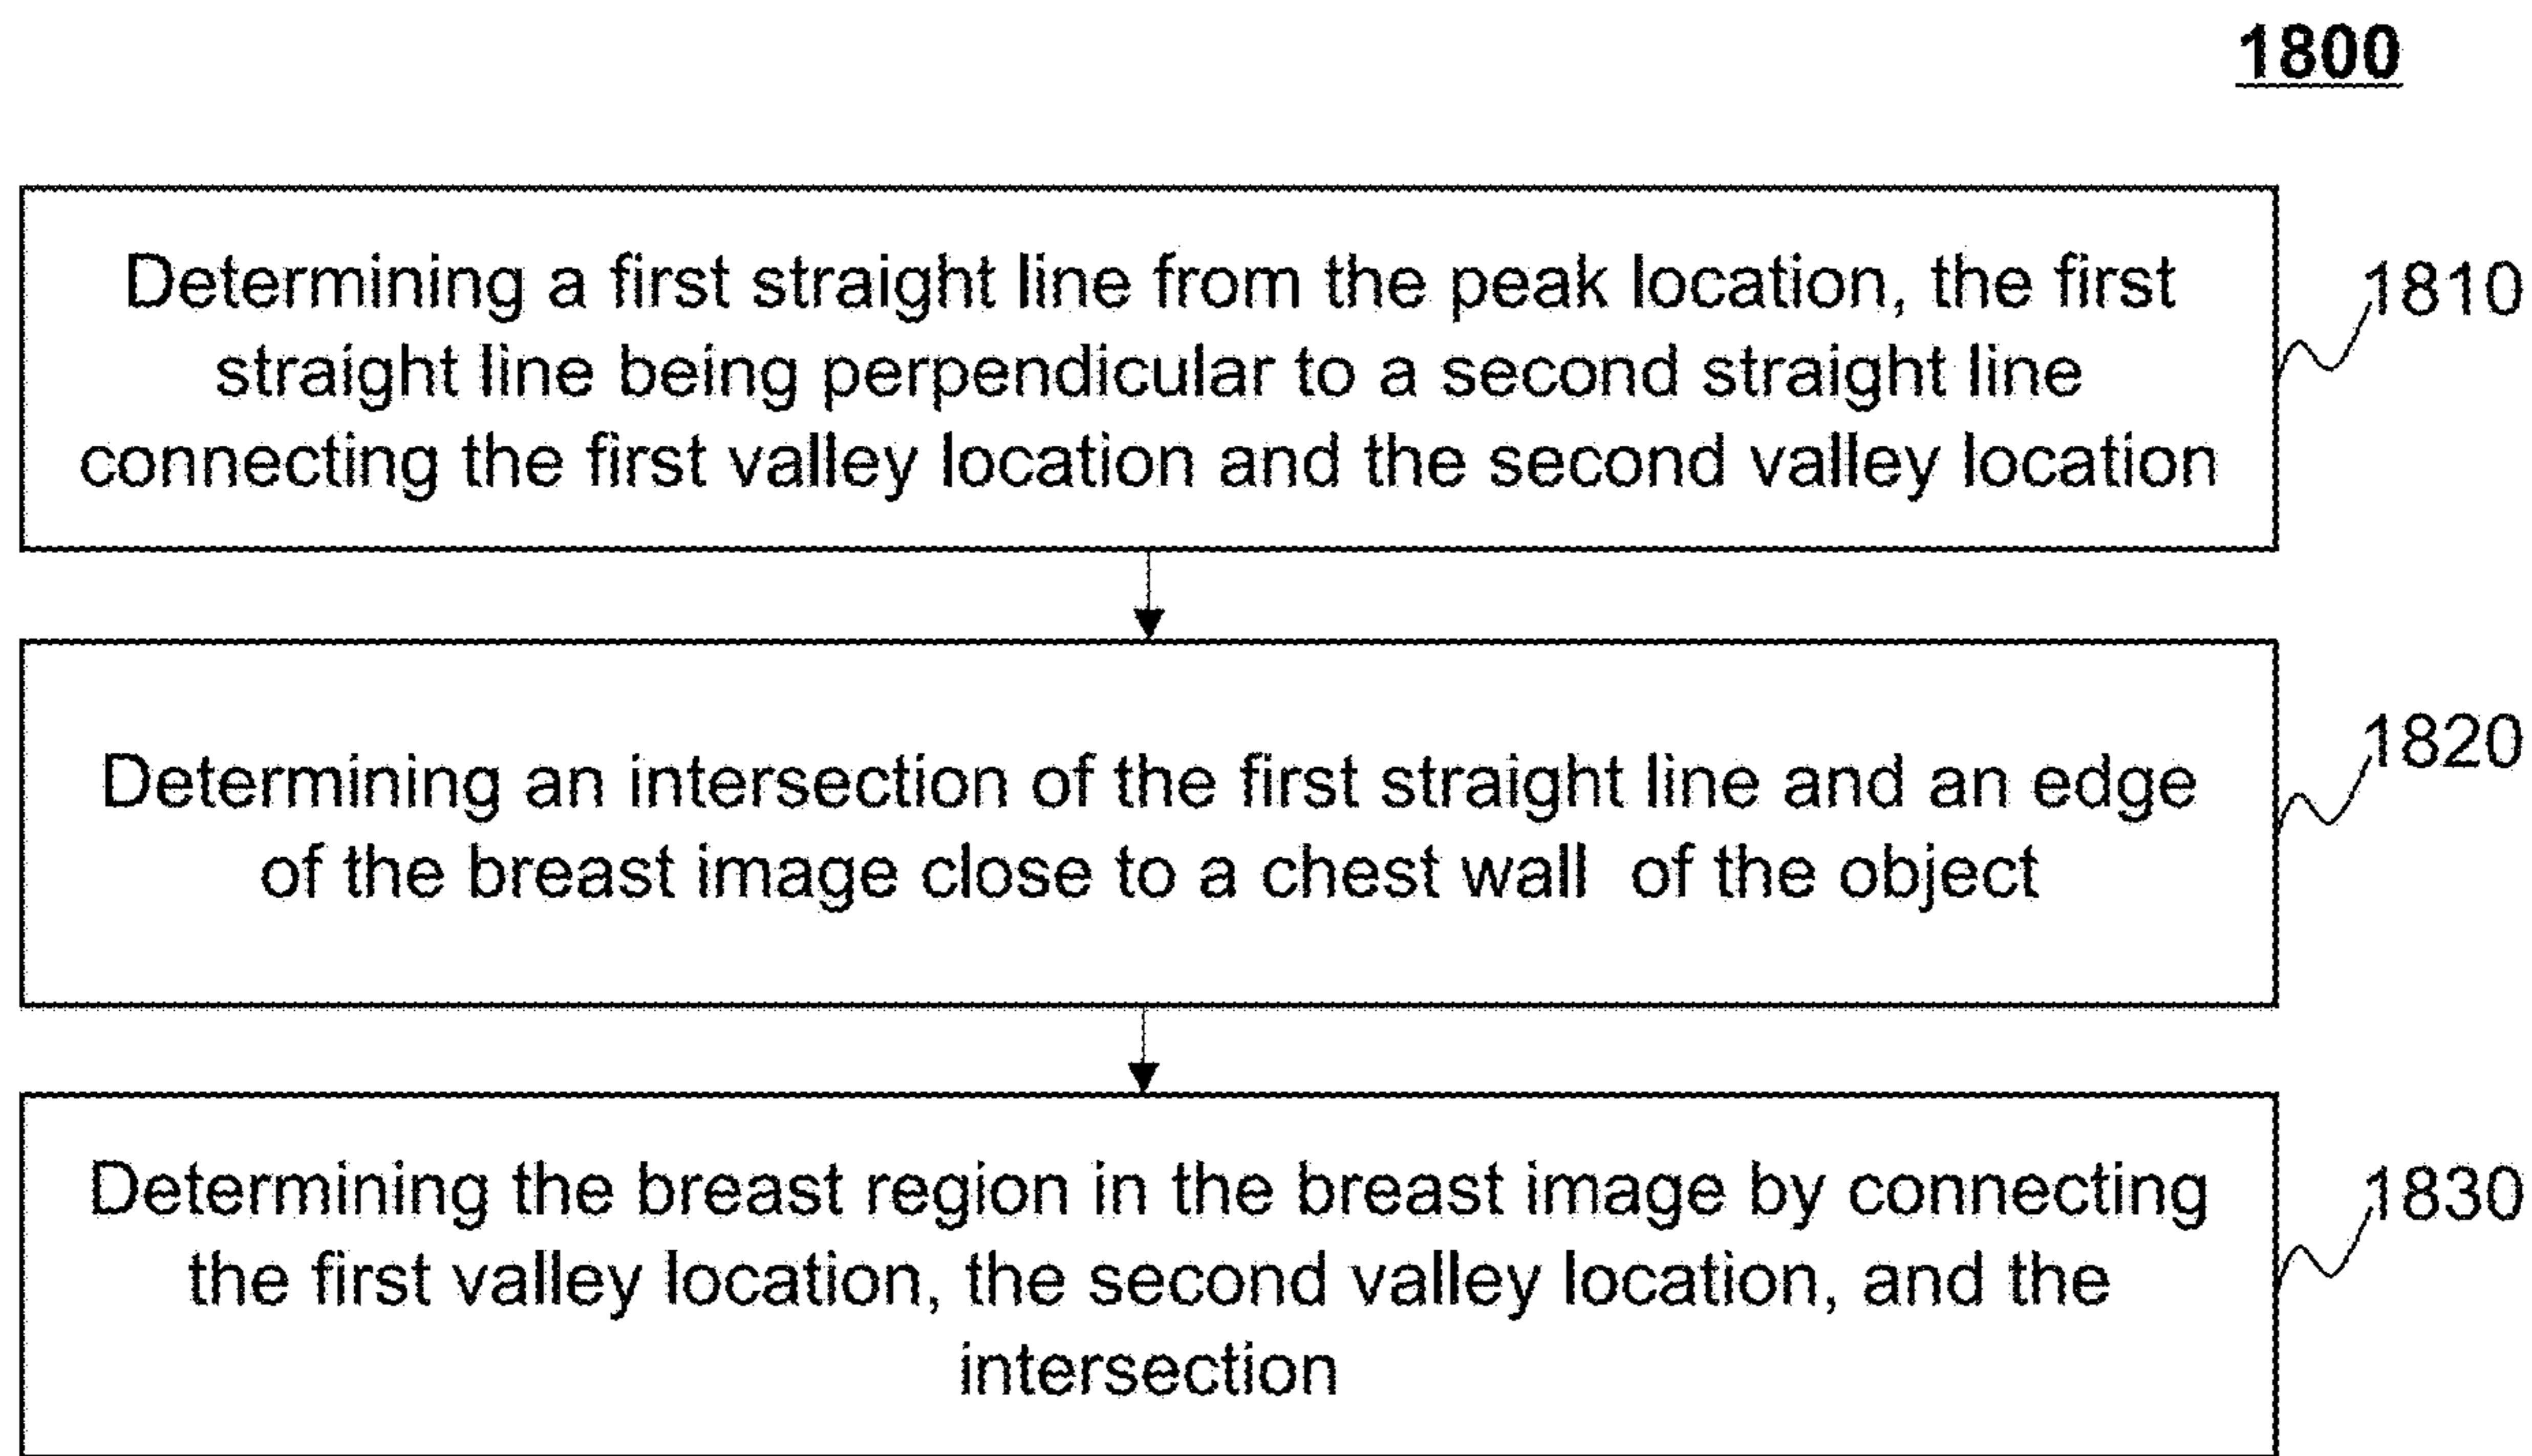 1800
Determining a first straight line from the peak location, the first
straight line being perpendicular to a second straight line
connecting the first valley location and the second valley location
1810
Determining an intersection of the first straight line and an edge
of the breast image close to a chest wall of the object
1820
Determining the breast region in the breast image by connecting
the first valley location, the second valley location, and the
intersection
1830